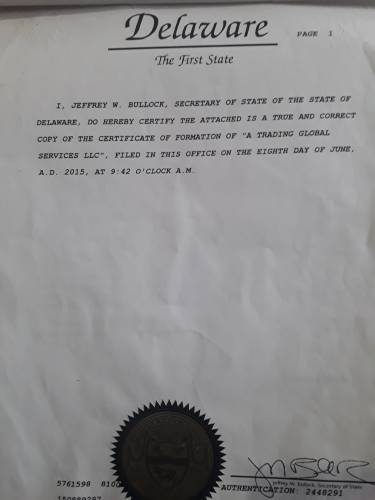 Delaware
PAGE 1
The First State
I, JEFFREY W. BULLOCK, SECRETARY OF STATE OF THE STATE OF
DELAWARE, DO HEREBY CERTIFY THE ATTACHED IS A TRUE AND CORRECT
COPY OF THE CERTIFICATE OF FORMATION OF "A TRADING GLOBAL
SERVICES LLC", FILED IN THIS OFFICE ON THE EIGHTH DAY OF JUNE,
A.D. 2015, AT 9:42 O'CLOCK A.M.
Jeffrey W. Bullock, Secretary of State
5761598 8100
AUTHENTICATION: 2448291